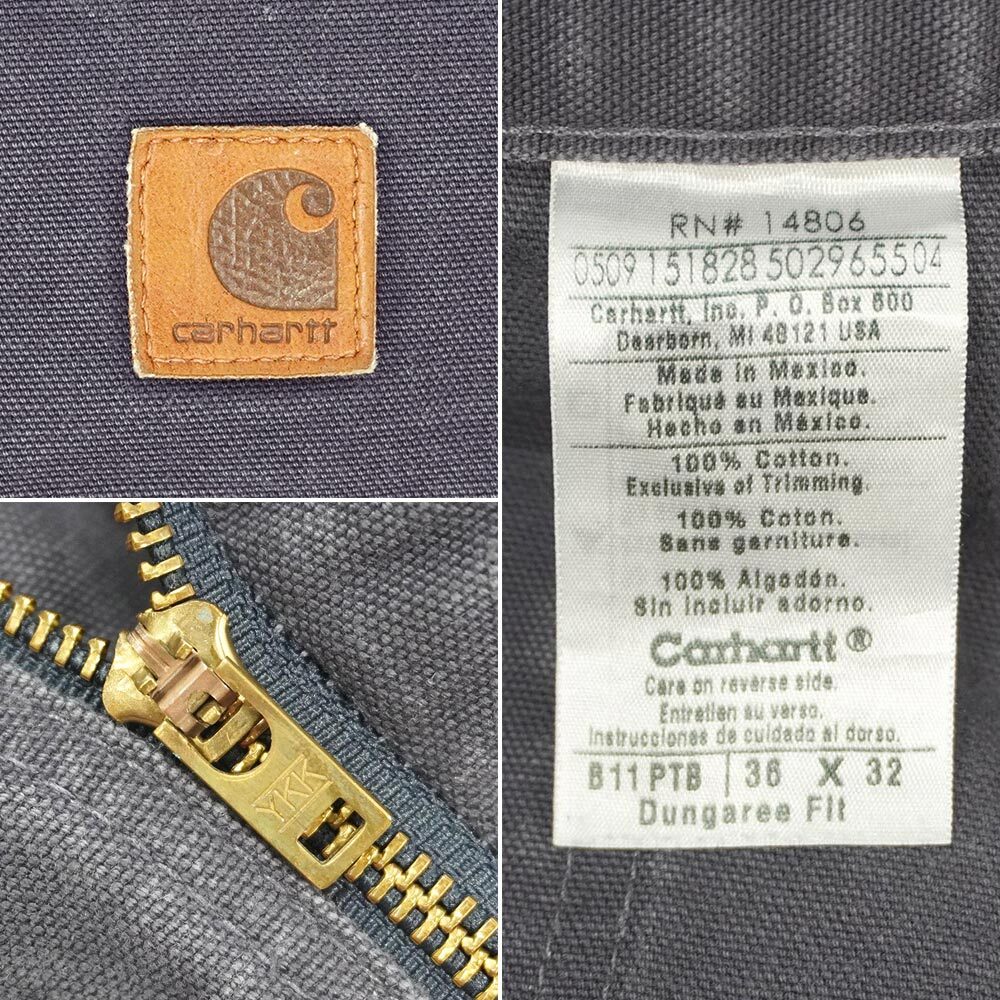 carhartt
YKK
RN# 14806
0509 151828 502965504
Carhartt, Inc. P. O. Box 600
Dearborn, MI 48121 USA
Made in Mexico.
Fabriqué au Mexique.
Hecho en México.
100% Cotton.
Exclusive of Trimming.
100% Coton.
Sans garniture.
100% Algodón.
Sin incluir adorno.
Carhartt®
Care on reverse side.
Entretien au verso.
Instrucciones de cuidado al dorso.
B11 PTB 36 X 32
Dungaree Fit